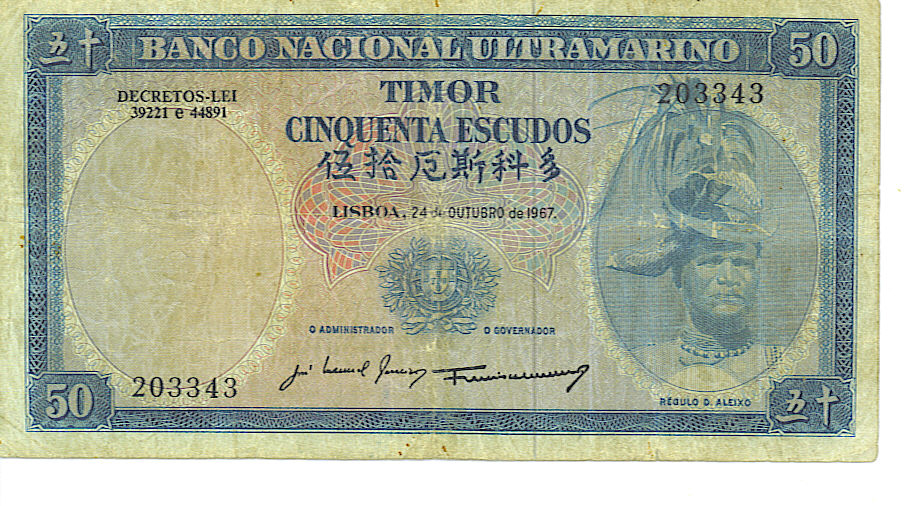 五十 BANCO NACIONAL ULTRAMARINO 50
DECRETOS-LEI
39221 e 44891
TIMOR
203343
CINQUENTA ESCUDOS
伍拾厄斯科多
LISBOA, 24 de OUTUBRO de 1967.
O ADMINISTRADOR O GOVERNADOR
203343
RÉGULO D. ALEIXO
50 五十